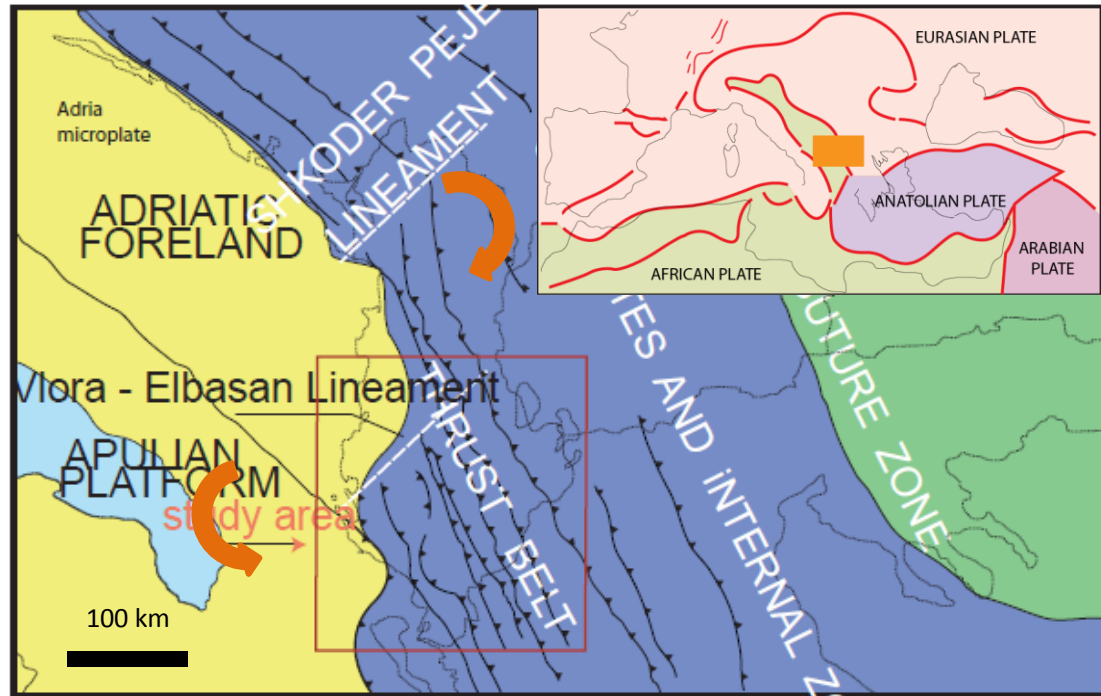 Adria
microplate
ADRIATIC
FORELAND
SHKODER PEJE
LINEAMENT
EURASIAN PLATE
ANATOLIAN PLATE
ARABIAN
PLATE
AFRICAN PLATE
Vlora - Elbasan Lineament
APULIAN
PLATFORM
study area
THRUST BELT
TES AND iNTERNAL ZO
SUTURE ZONE
100 km